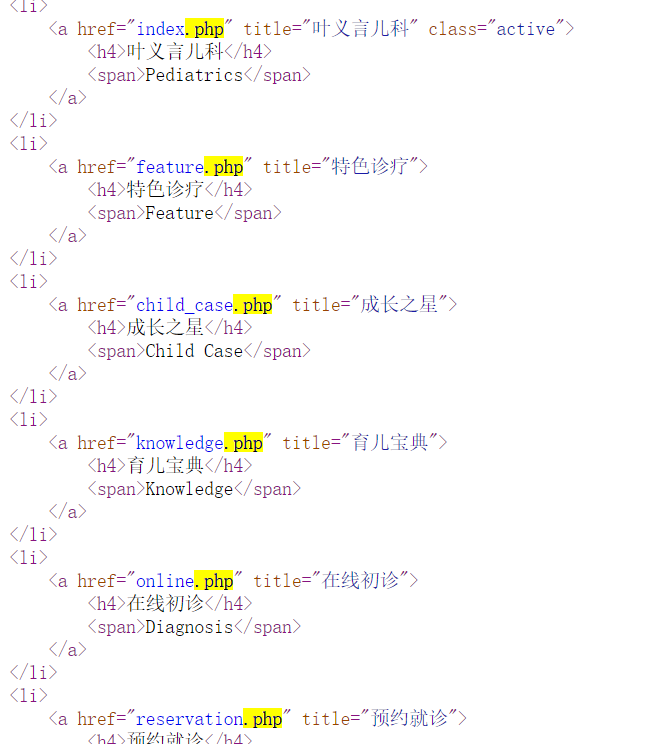 <li>
<a href="index.php" title="叶义言儿科" class="active">
<h4>叶义言儿科</h4>
<span>Pediatrics</span>
</a>
</li>
<li>
<a href="feature.php" title="特色诊疗">
<h4>特色诊疗</h4>
<span>Feature</span>
</a>
</li>
<li>
<a href="child_case.php" title="成长之星">
<h4>成长之星</h4>
<span>Child Case</span>
</a>
</li>
<li>
<a href="knowledge.php" title="育儿宝典">
<h4>育儿宝典</h4>
<span>Knowledge</span>
</a>
</li>
<li>
<a href="online.php" title="在线初诊">
<h4>在线初诊</h4>
<span>Diagnosis</span>
</a>
</li>
<li>
<a href="reservation.php" title="预约就诊">
<h4>预约就诊</h4>